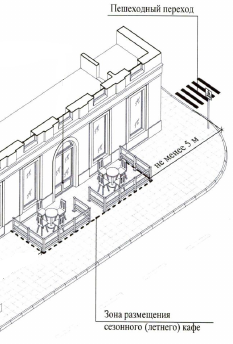 Пешеходный переход
не менее 5 м
Зона размещения
сезонного (летнего) кафе